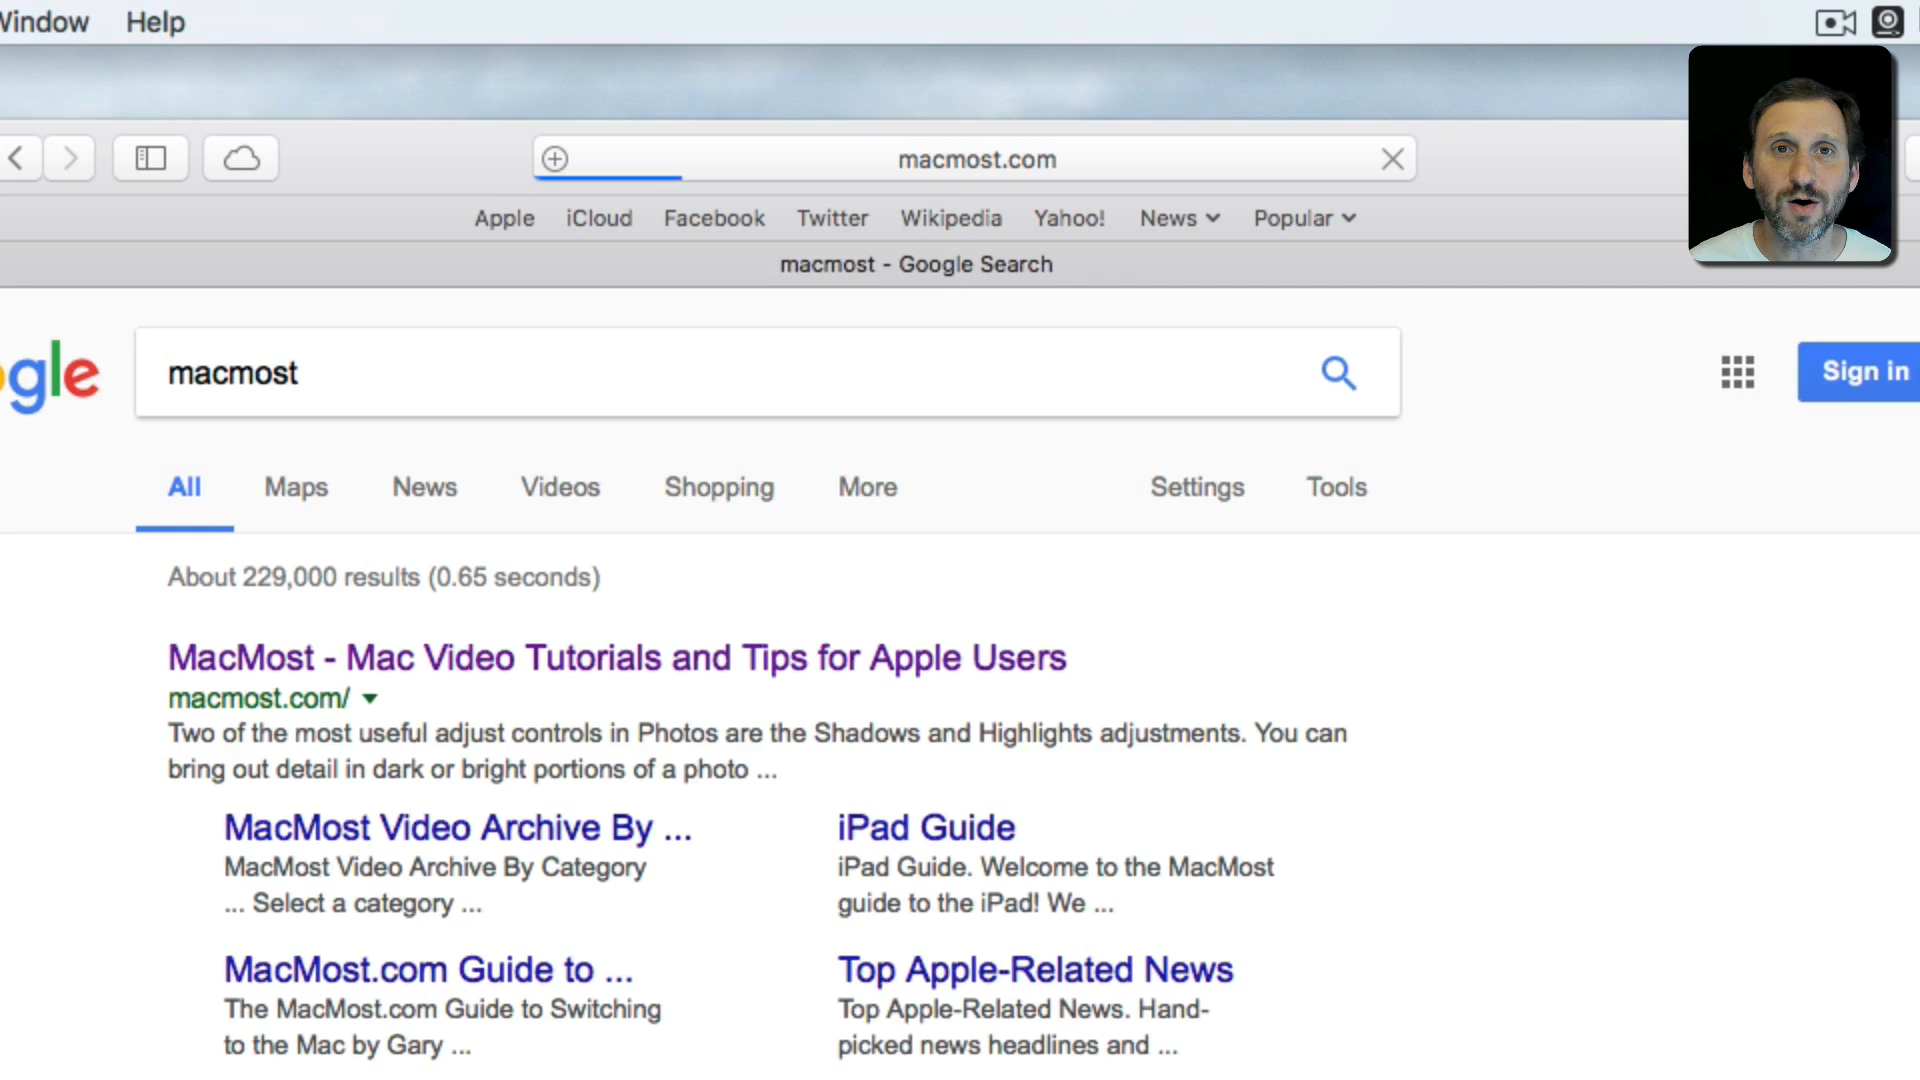 Window Help
macmost.com
Apple iCloud Facebook Twitter Wikipedia Yahoo! News Popular
macmost - Google Search
ogle macmost Sign in
All Maps News Videos Shopping More Settings Tools
About 229,000 results (0.65 seconds)
MacMost - Mac Video Tutorials and Tips for Apple Users
macmost.com/
Two of the most useful adjust controls in Photos are the Shadows and Highlights adjustments. You can
bring out detail in dark or bright portions of a photo ...
MacMost Video Archive By ...
MacMost Video Archive By Category
... Select a category ...
iPad Guide
iPad Guide. Welcome to the MacMost
guide to the iPad! We ...
MacMost.com Guide to ...
The MacMost.com Guide to Switching
to the Mac by Gary ...
Top Apple-Related News
Top Apple-Related News. Hand-
picked news headlines and ...